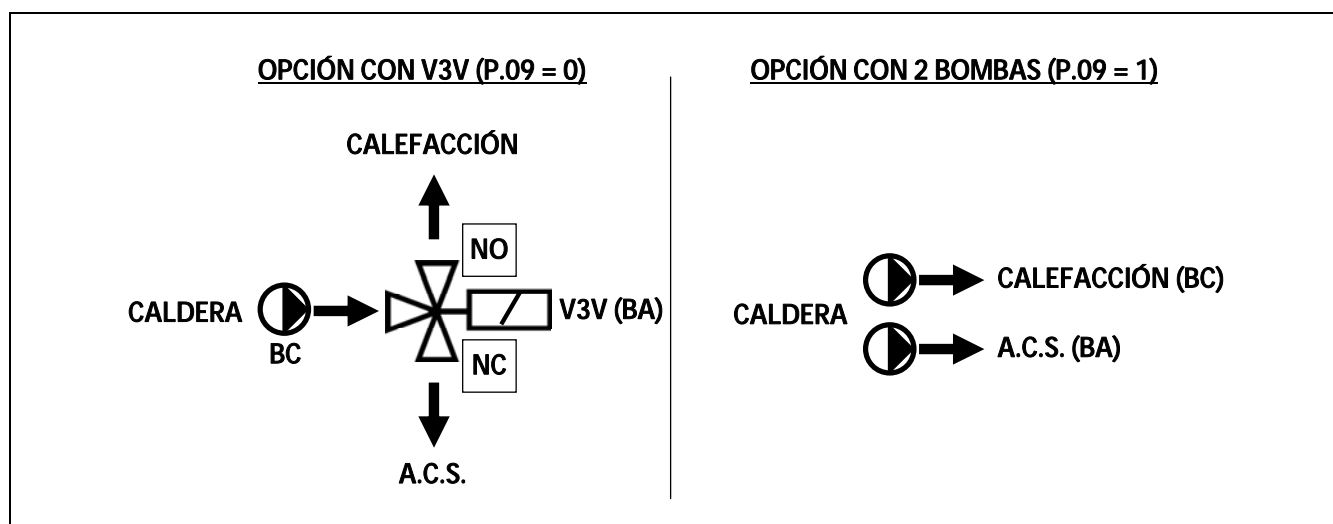 OPCIÓN CON V3V (P.09 = 0)
CALEFACCIÓN
NO
CALDERA
BC
V3V (BA)
NC
A.C.S.
OPCIÓN CON 2 BOMBAS (P.09 = 1)
CALDERA
CALEFACCIÓN (BC)
A.C.S. (BA)